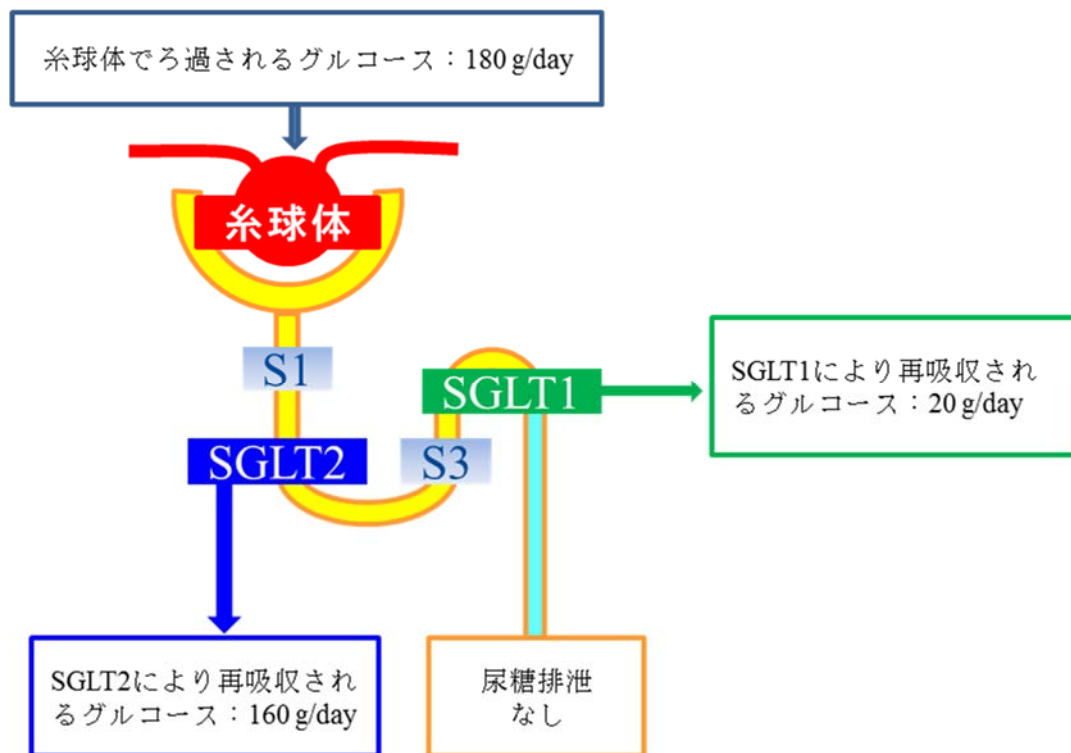 糸球体でろ過されるグルコース：180 g/day
糸球体
S1
SGLT1
SGLT1により再吸収され
るグルコース：20 g/day
SGLT2
S3
SGLT2により再吸収され
るグルコース：160 g/day
尿糖排泄
なし